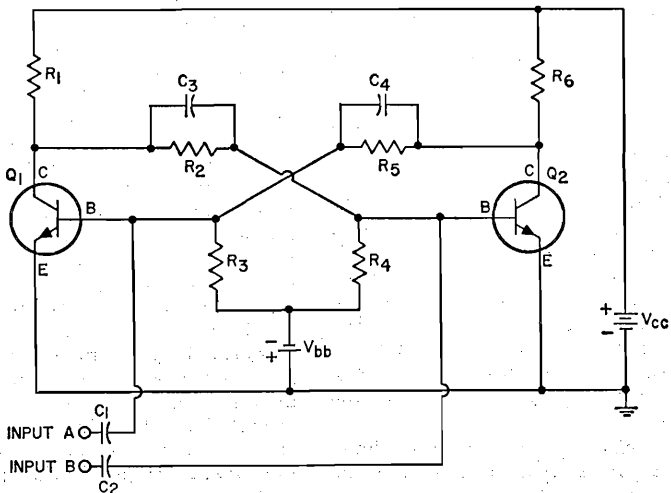 R1
C3
C4
R6
R2
R5
Q1
C
B
E
C
Q2
B
E
R3
R4
- +
Vbb
+ -
Vcc
C1
INPUT A
INPUT B
C2